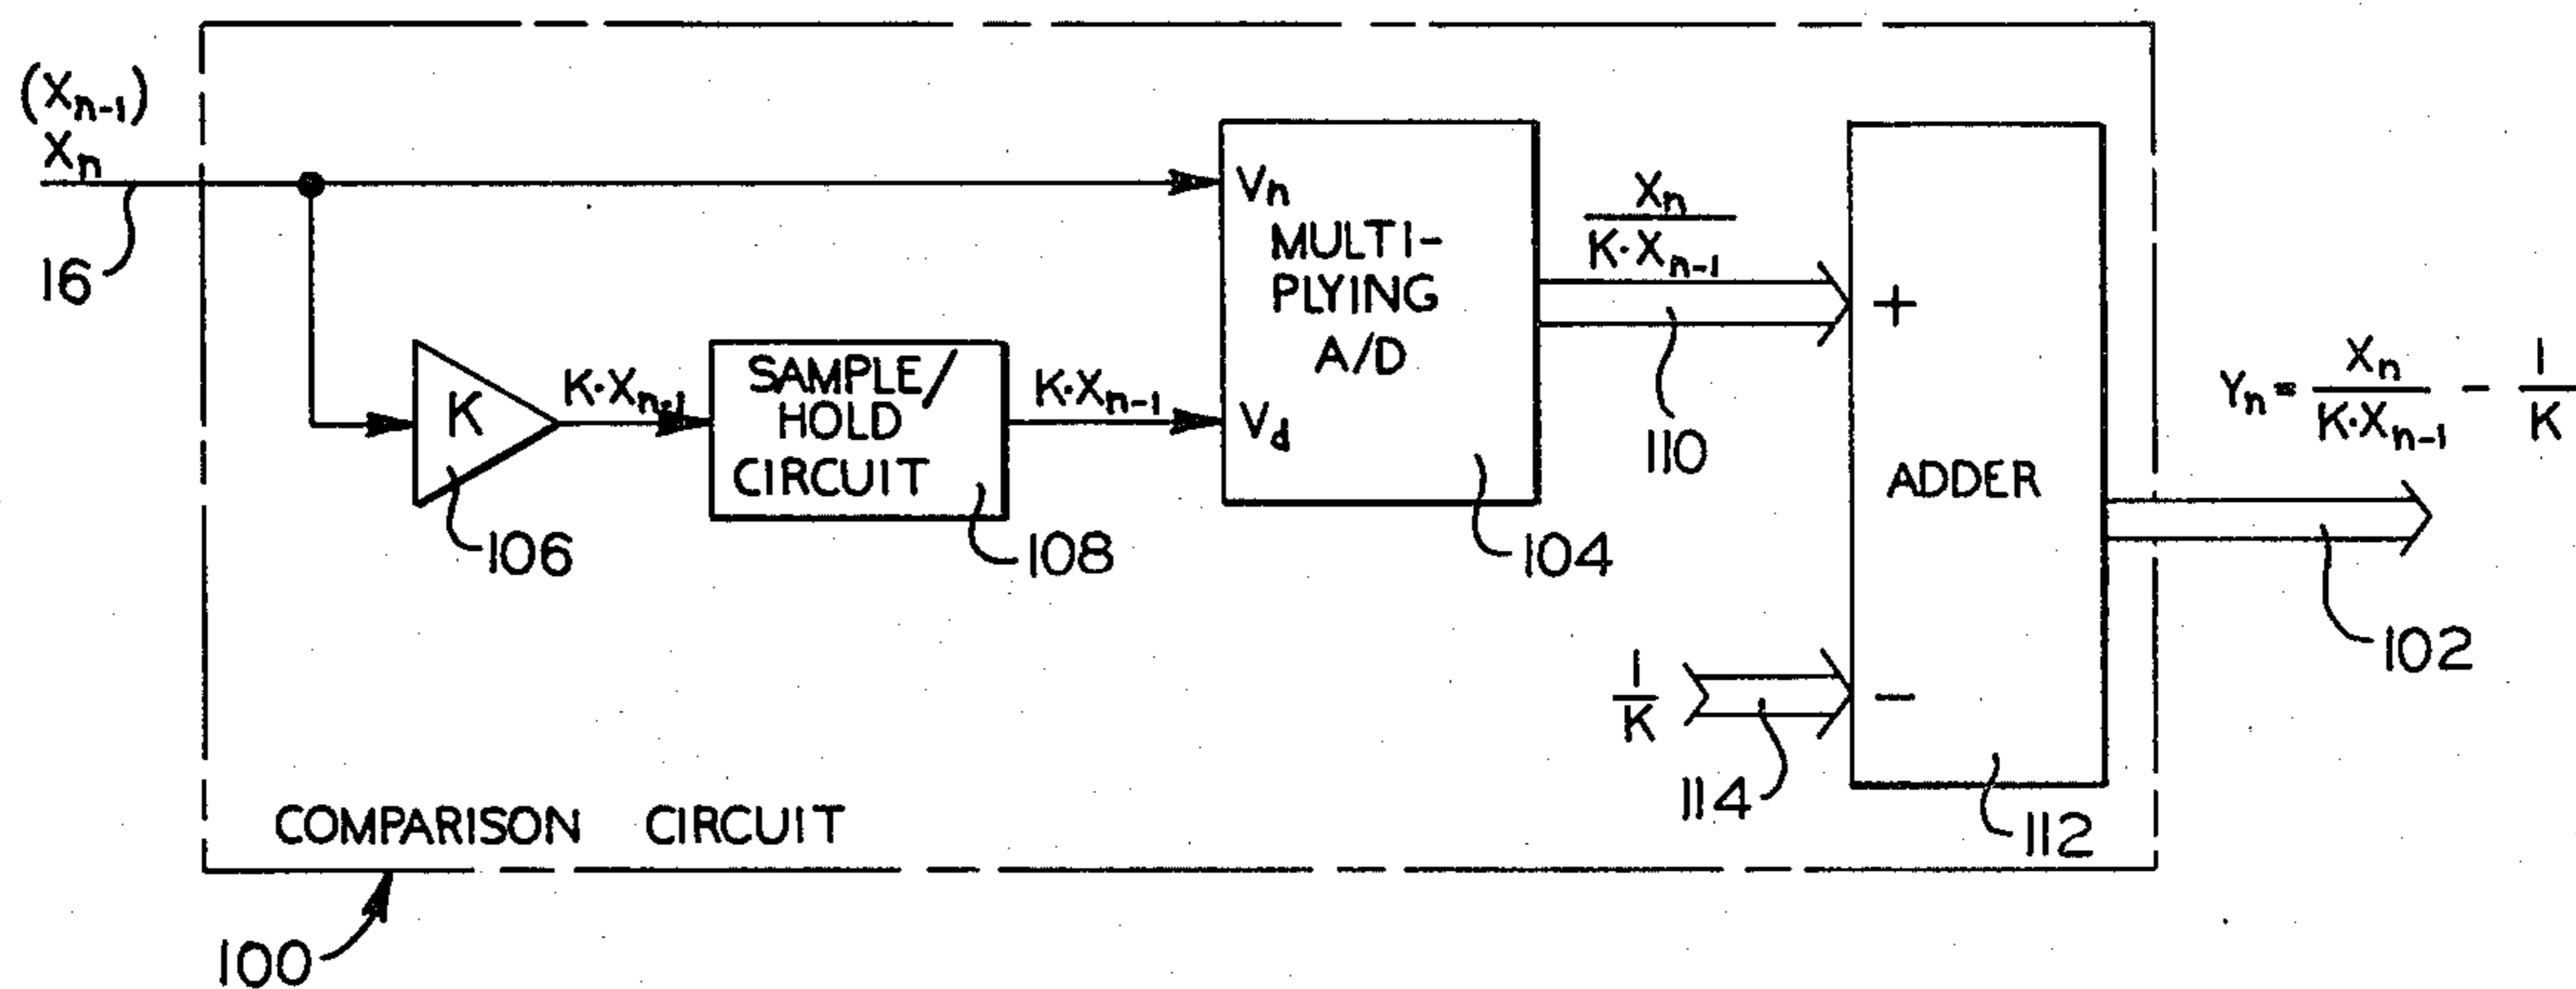 (Xn-1)
Xn
16
K
106
K·Xn-1
SAMPLE/
HOLD
CIRCUIT
108
K·Xn-1
Vn
MULTI-
PLYING
A/D
Vd
104
Xn
K·Xn-1
110
+
ADDER
−
1
K
114
112
Yn = Xn/K·Xn-1 − 1/K
102
COMPARISON CIRCUIT
100